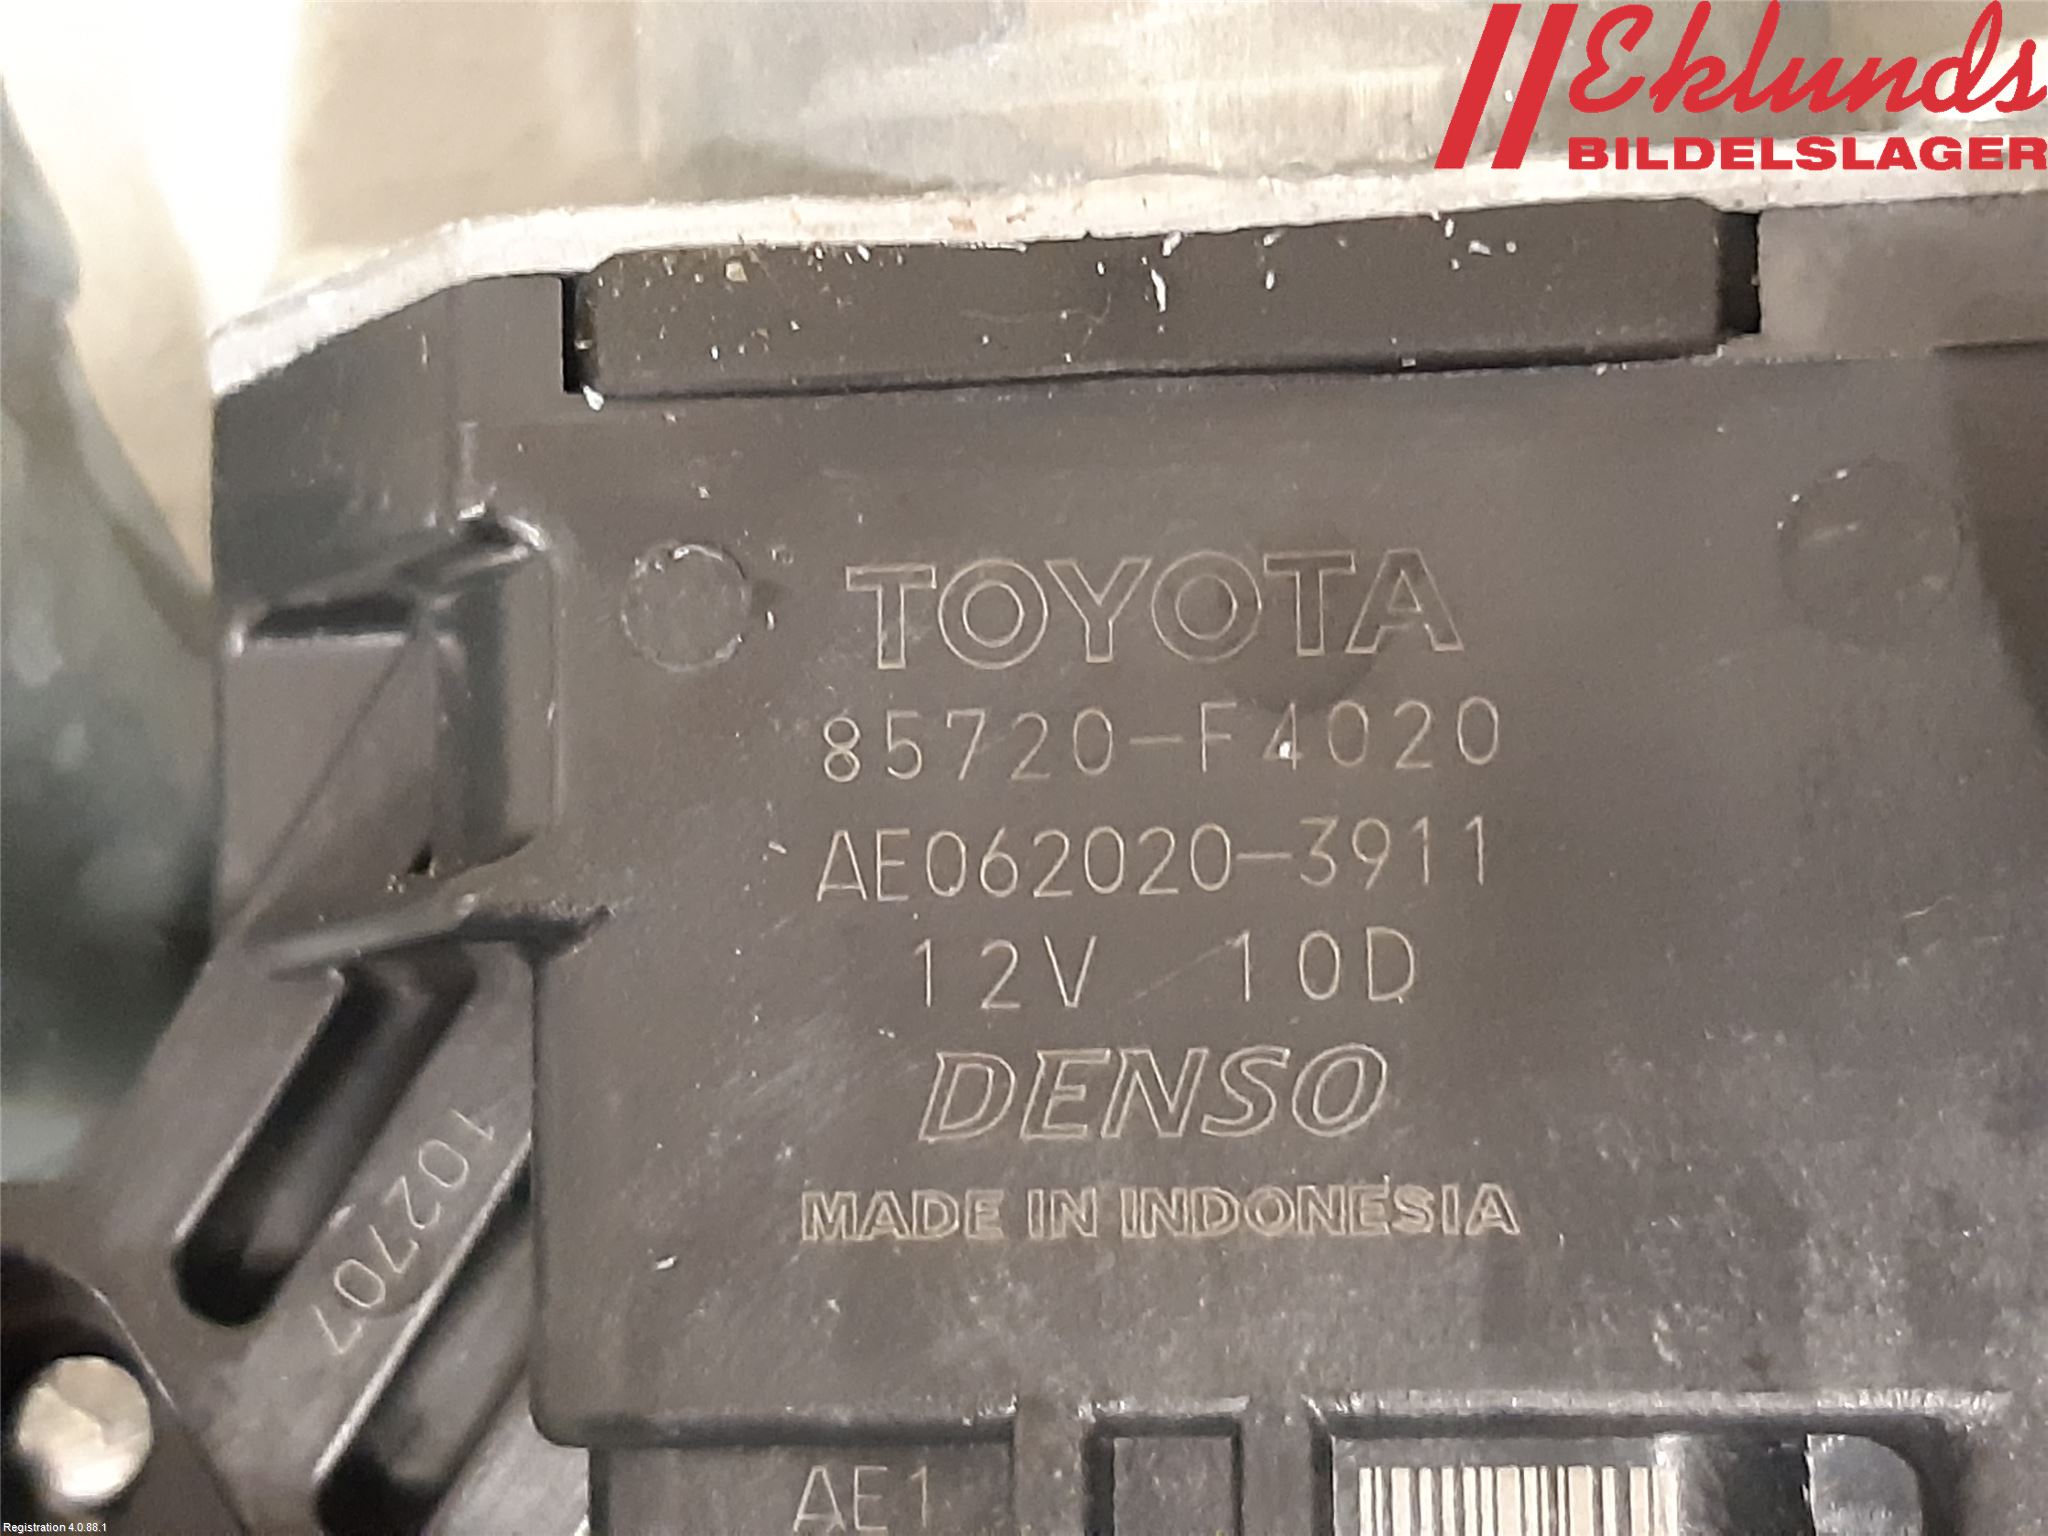 Eklunds
BILDELSLAGER
TOYOTA
85720-F4020
AE062020-3911
12V 10D
DENSO
MADE IN INDONESIA
102707
AE1
Registration 4.0.88.1